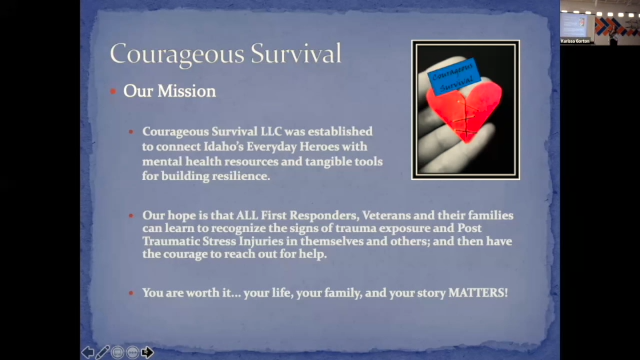 Courageous Survival
Our Mission
Courageous Survival LLC was established
to connect Idaho's Everyday Heroes with
mental health resources and tangible tools
for building resilience.
Our hope is that ALL First Responders, Veterans and their families
can learn to recognize the signs of trauma exposure and Post
Traumatic Stress Injuries in themselves and others; and then have
the courage to reach out for help.
You are worth it... your life, your family, and your story MATTERS!
Courageous
Survival